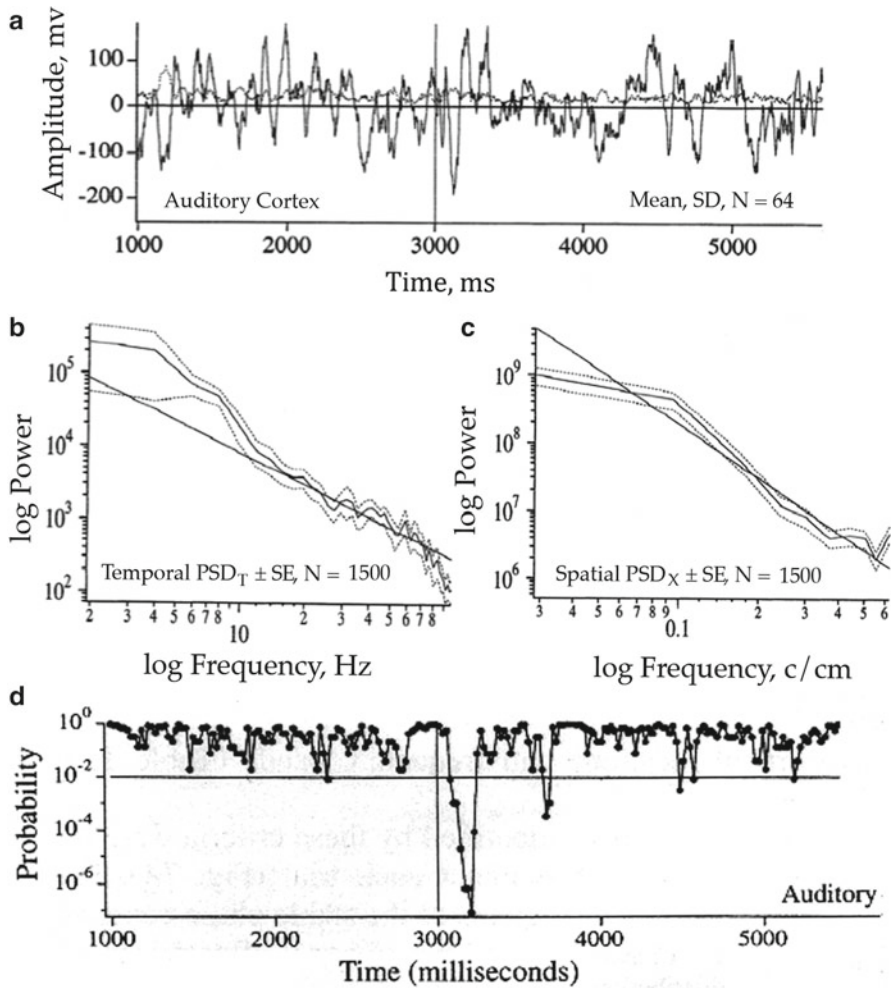 a
Amplitude, mv
100
0
-100
-200
Auditory Cortex
Mean, SD, N = 64
1000 2000 3000 4000 5000
Time, ms
b
log Power
10^5
10^4
10^3
10^2
Temporal PSD_T ± SE, N = 1500
2 3 4 5 6 7 8 10 2 3 4 5 6 7 8
log Frequency, Hz
c
log Power
10^9
10^8
10^7
10^6
Spatial PSD_X ± SE, N = 1500
3 4 5 6 7 8 9 0.1 2 3 4 5 6
log Frequency, c/cm
d
Probability
10^0
10^-2
10^-4
10^-6
Auditory
1000 2000 3000 4000 5000
Time (milliseconds)